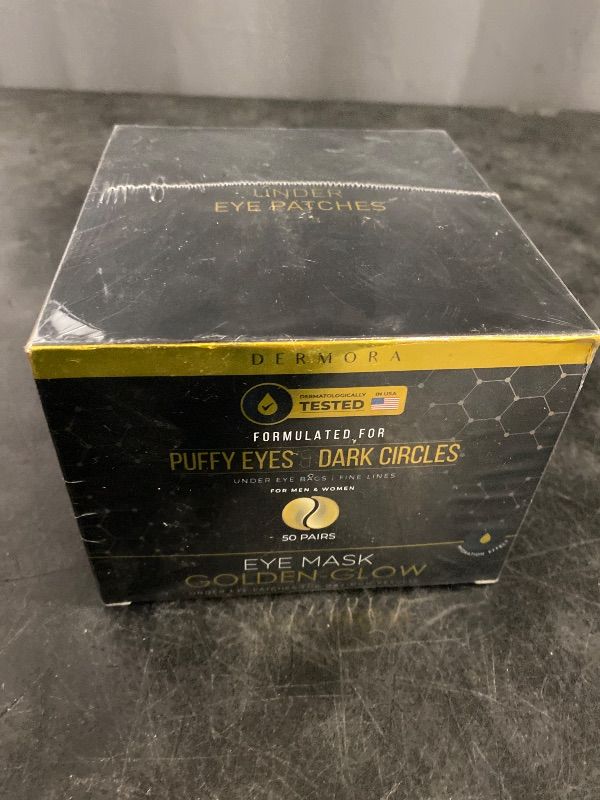 UNDER
EYE PATCHES
DERMORA
DERMATOLOGICALLY IN USA
TESTED
FORMULATED FOR
PUFFY EYES & DARK CIRCLES
UNDER EYE BAGS | FINE LINES
FOR MEN & WOMEN
50 PAIRS
EYE MASK
GOLDEN-GLOW